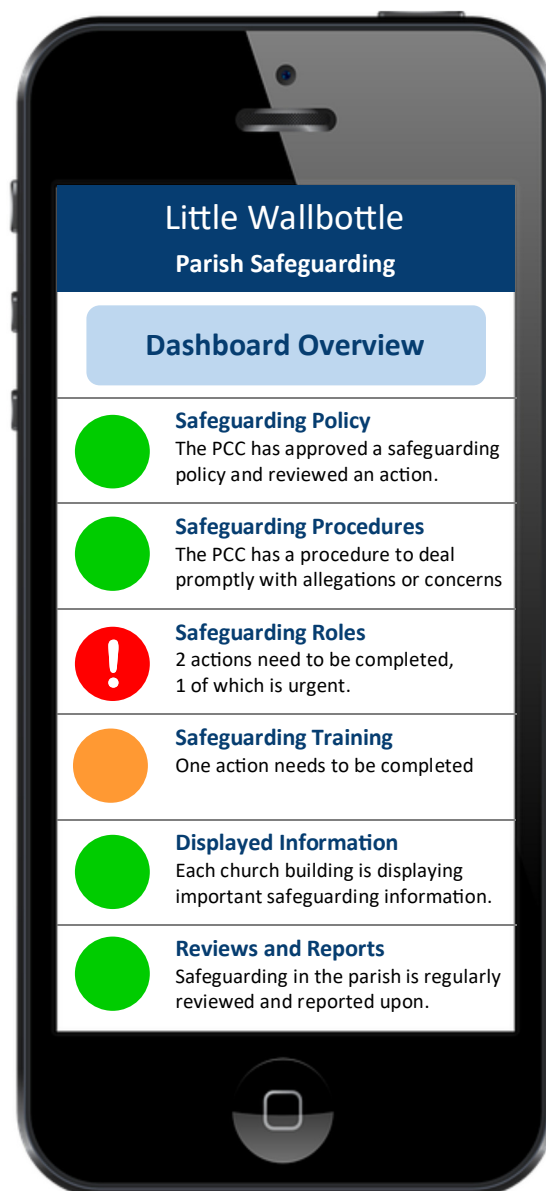 Little Wallbottle
Parish Safeguarding
Dashboard Overview
Safeguarding Policy
The PCC has approved a safeguarding
policy and reviewed an action.
Safeguarding Procedures
The PCC has a procedure to deal
promptly with allegations or concerns
!
Safeguarding Roles
2 actions need to be completed,
1 of which is urgent.
Safeguarding Training
One action needs to be completed
Displayed Information
Each church building is displaying
important safeguarding information.
Reviews and Reports
Safeguarding in the parish is regularly
reviewed and reported upon.